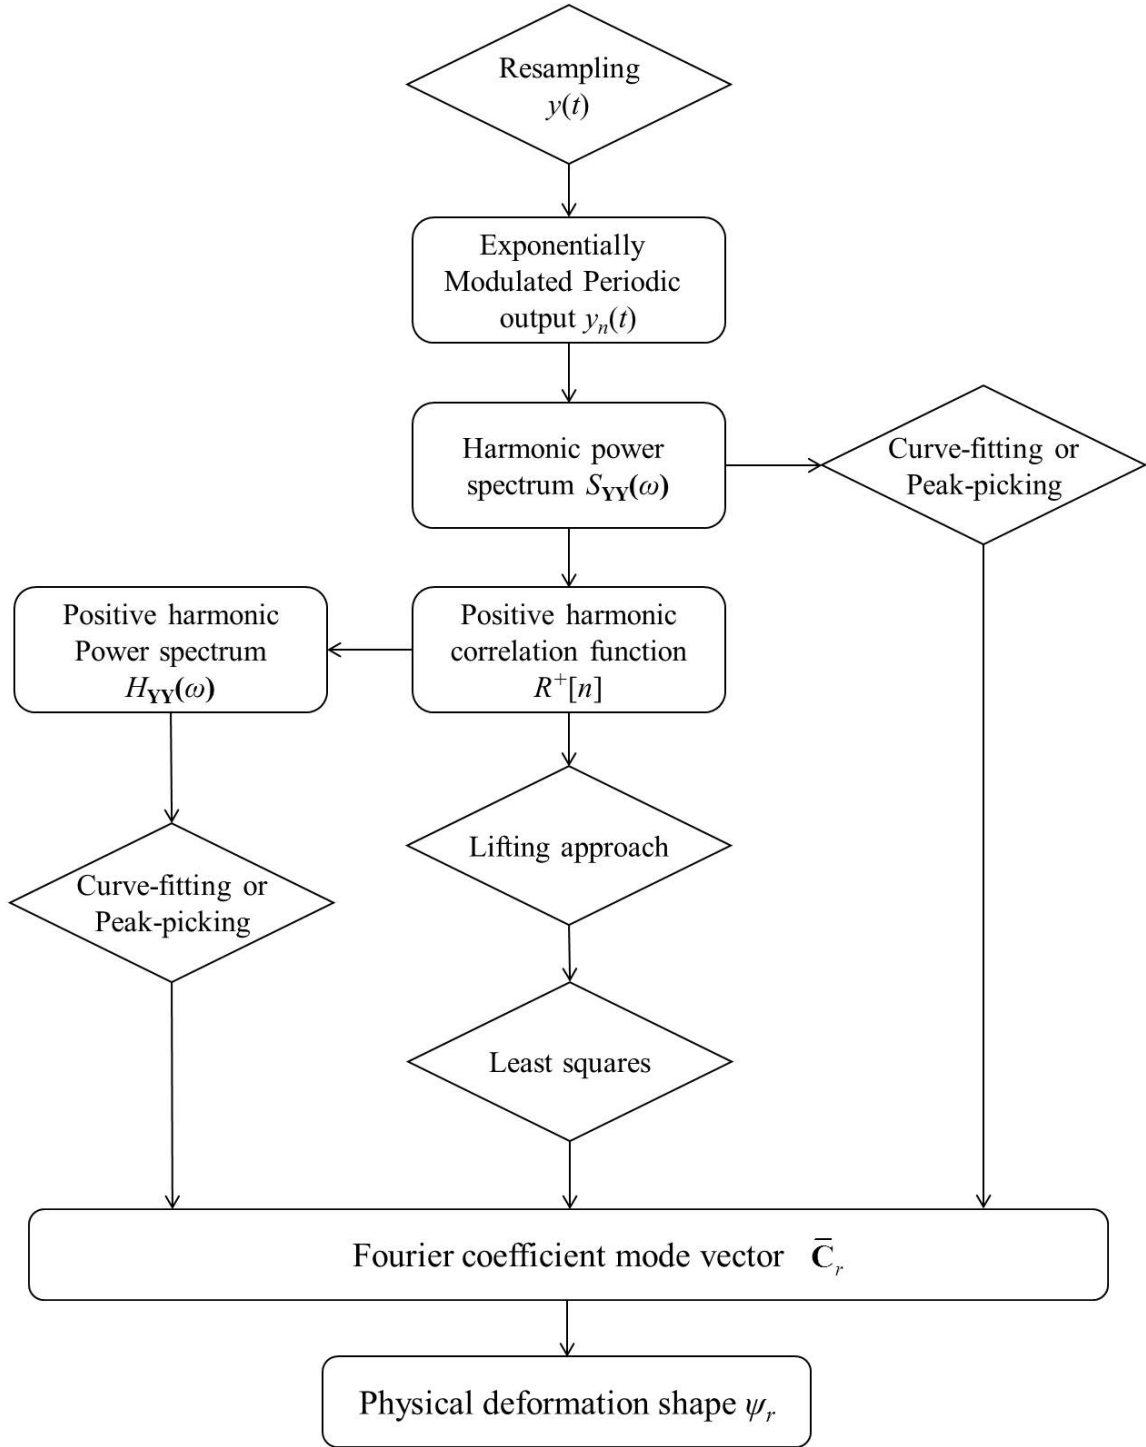 Resampling
y(t)
Exponentially
Modulated Periodic
output yₙ(t)
Harmonic power
spectrum S_YY(ω)
Curve-fitting or
Peak-picking
Positive harmonic
Power spectrum
H_YY(ω)
Positive harmonic
correlation function
R⁺[n]
Lifting approach
Curve-fitting or
Peak-picking
Least squares
Fourier coefficient mode vector C̄ᵣ
Physical deformation shape ψᵣ